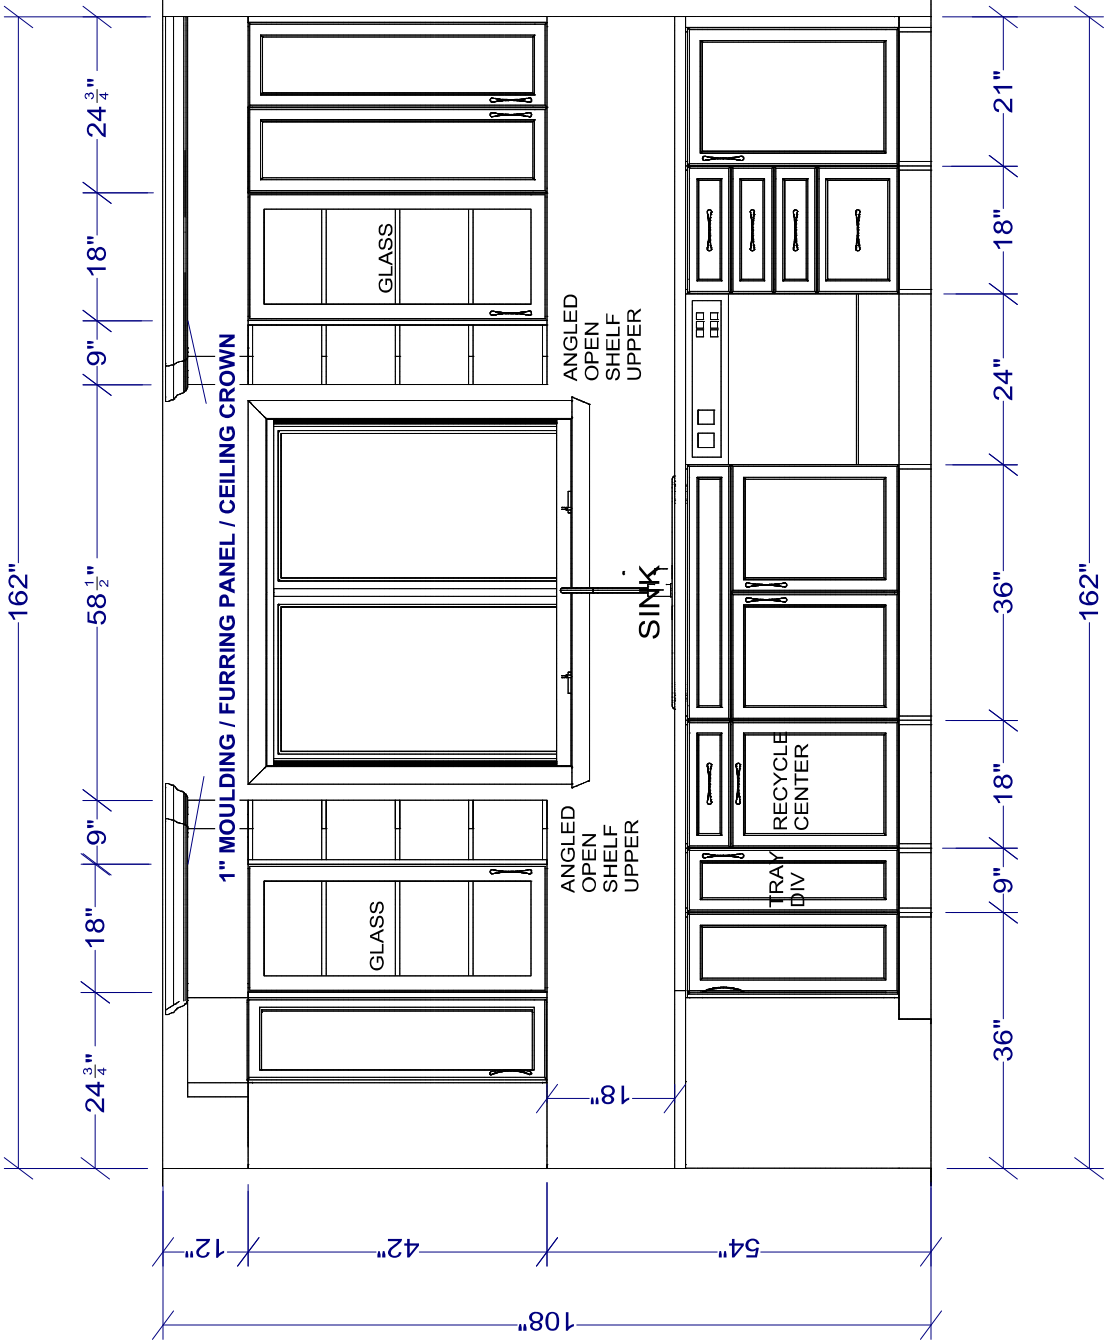 162"
24 3/4"
18"
9"
58 1/2"
9"
18"
24 3/4"
1" MOULDING / FURRING PANEL / CEILING CROWN
GLASS
GLASS
ANGLED
OPEN
SHELF
UPPER
ANGLED
OPEN
SHELF
UPPER
SINK
18"
RECYCLE
CENTER
TRAY
DIV
12"
42"
54"
108"
36"
9"
18"
36"
24"
18"
21"
162"